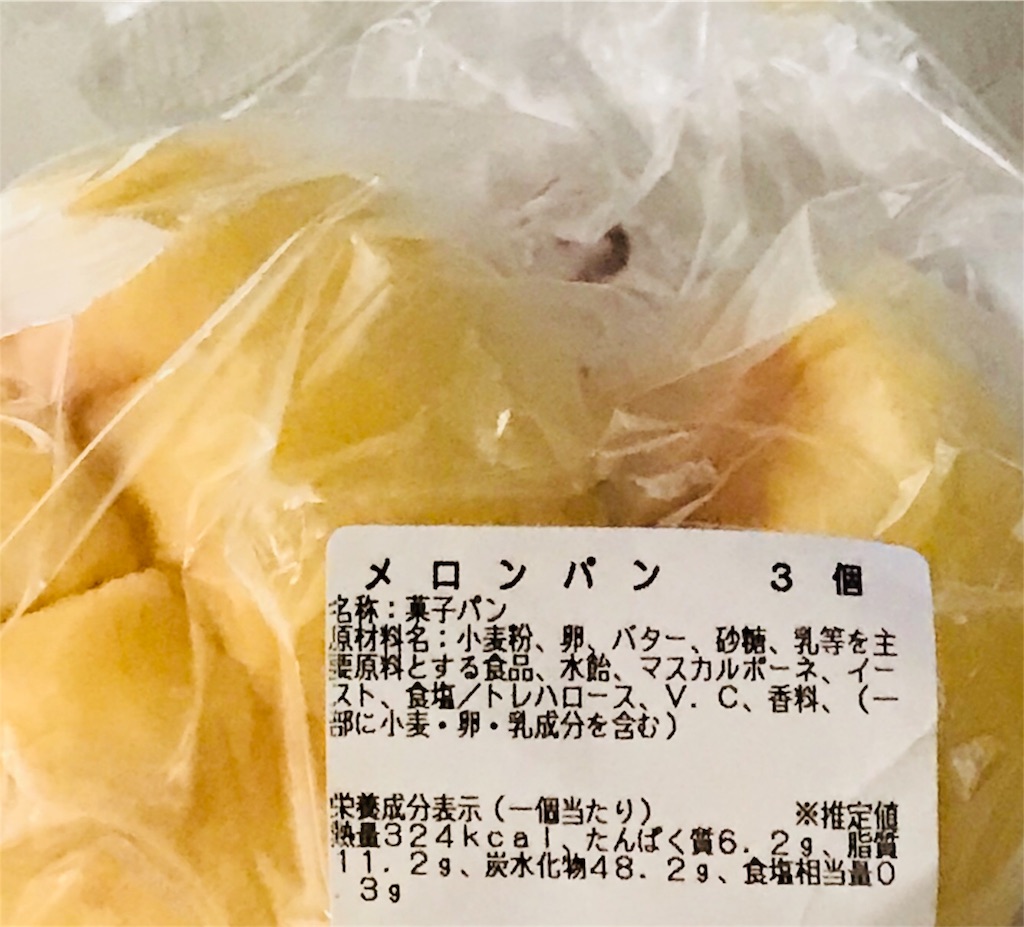 メロンパン 3個
名称:菓子パン
原材料名:小麦粉、卵、バター、砂糖、乳等を主
要原料とする食品、水飴、マスカルポーネ、イー
スト、食塩/トレハロース、V.C、香料、(一
部に小麦・卵・乳成分を含む)
栄養成分表示(一個当たり) ※推定値
熱量324kcal、たんぱく質6.2g、脂質
11.2g、炭水化物48.2g、食塩相当量0
.3g